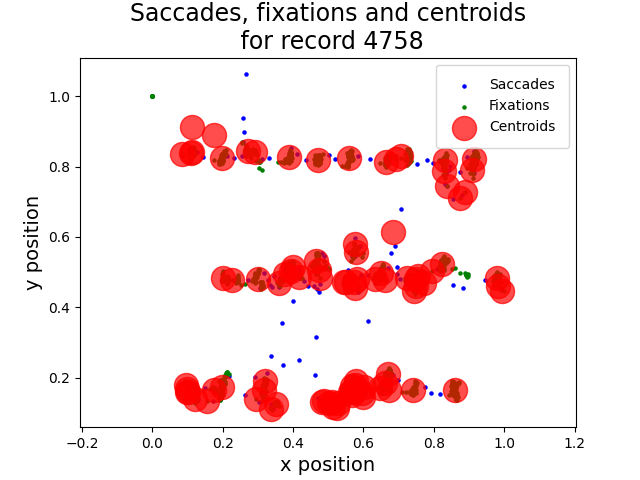 Saccades, fixations and centroids
for record 4758
Saccades
Fixations
Centroids
y position
1.0
0.8
0.6
0.4
0.2
−0.2 0.0 0.2 0.4 0.6 0.8 1.0 1.2
x position